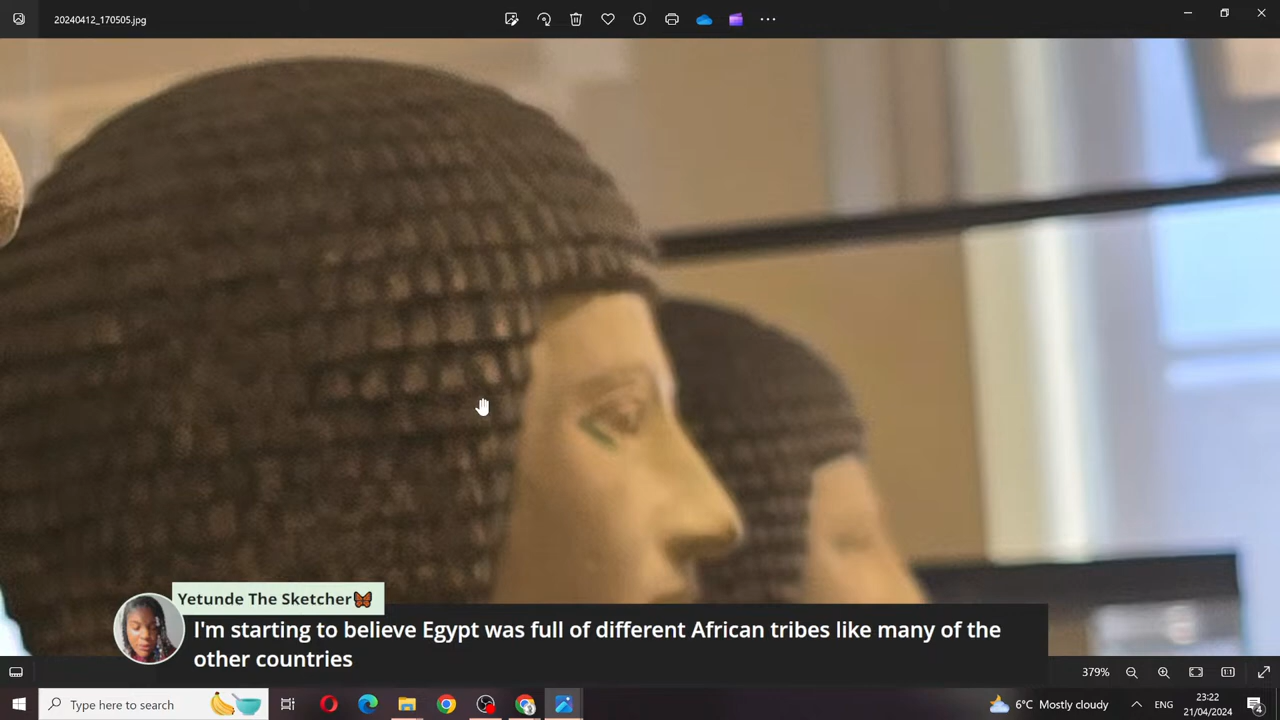 20240412_170505.jpg
Yetunde The Sketcher🦋
I'm starting to believe Egypt was full of different African tribes like many of the
other countries
379%
Type here to search
6°C Mostly cloudy
ENG
23:22
21/04/2024
4